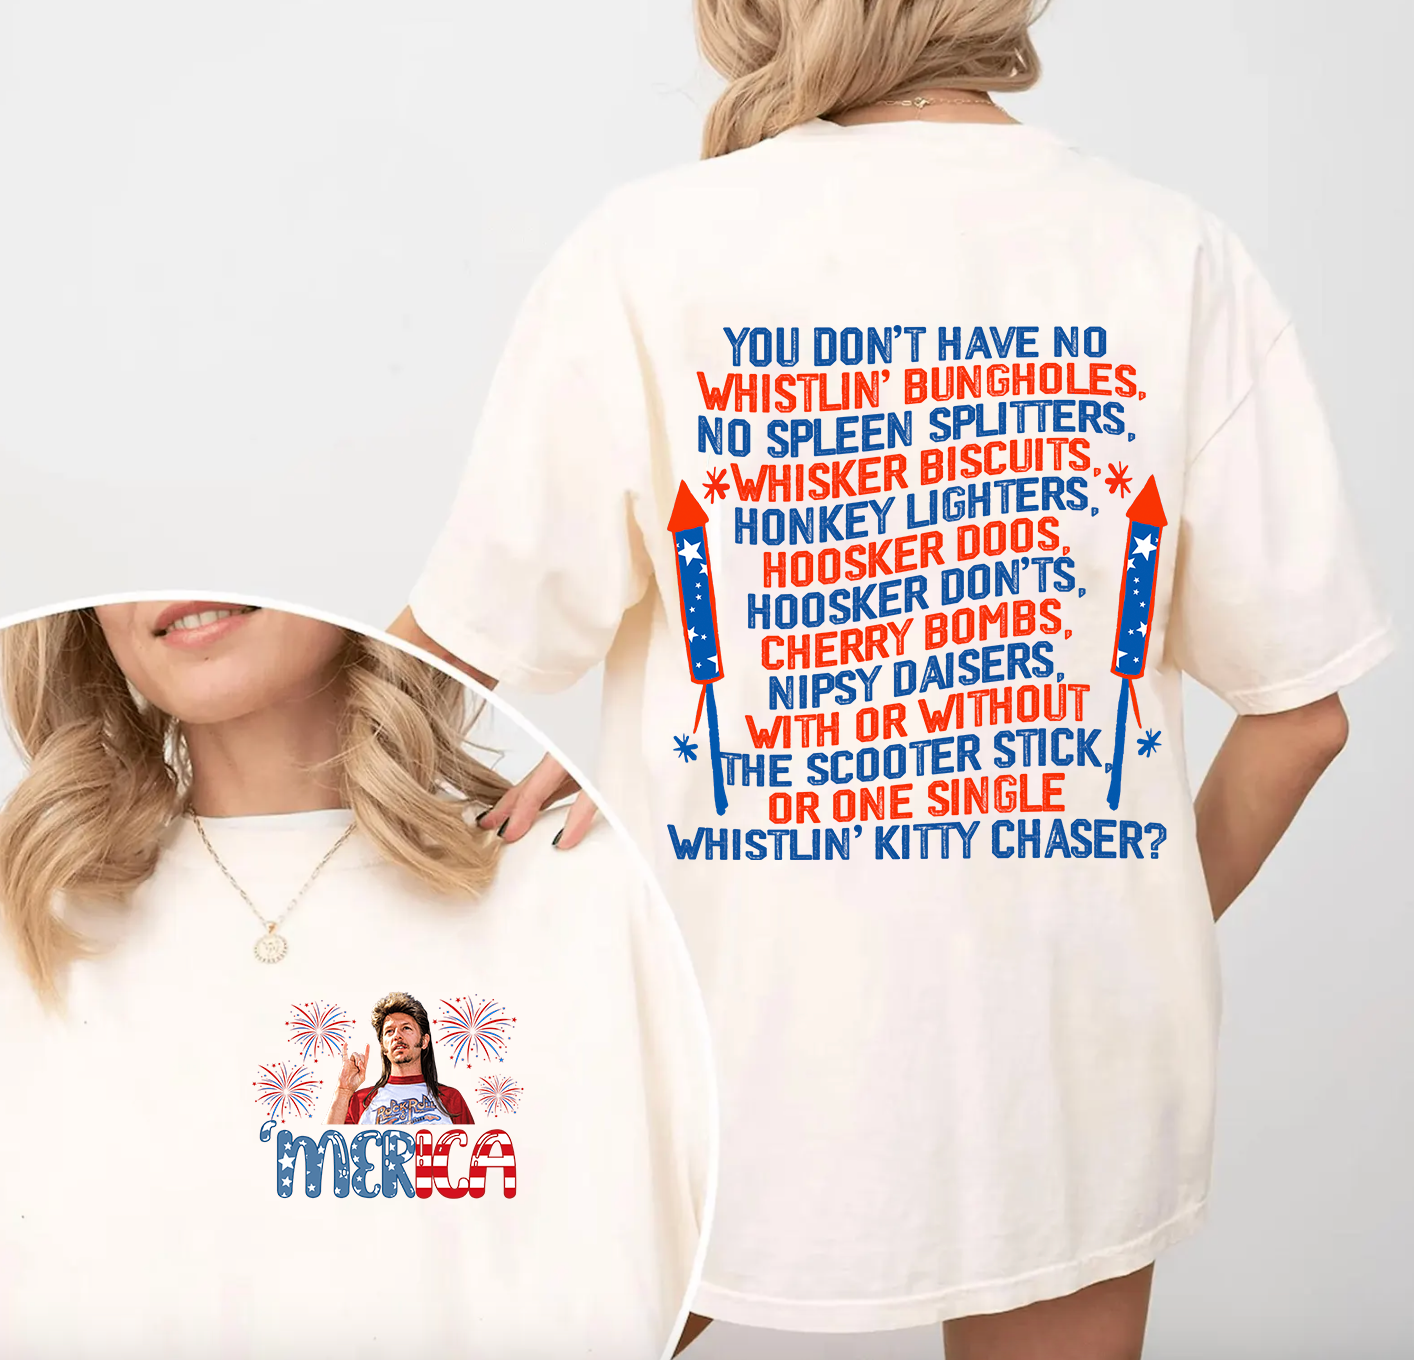 YOU DON'T HAVE NO
WHISTLIN' BUNGHOLES,
NO SPLEEN SPLITTERS,
WHISKER BISCUITS,
HONKEY LIGHTERS,
HOOSKER DOOS,
HOOSKER DON'TS,
CHERRY BOMBS,
NIPSY DAISERS,
WITH OR WITHOUT
THE SCOOTER STICK,
OR ONE SINGLE
WHISTLIN' KITTY CHASER?
'MERICA